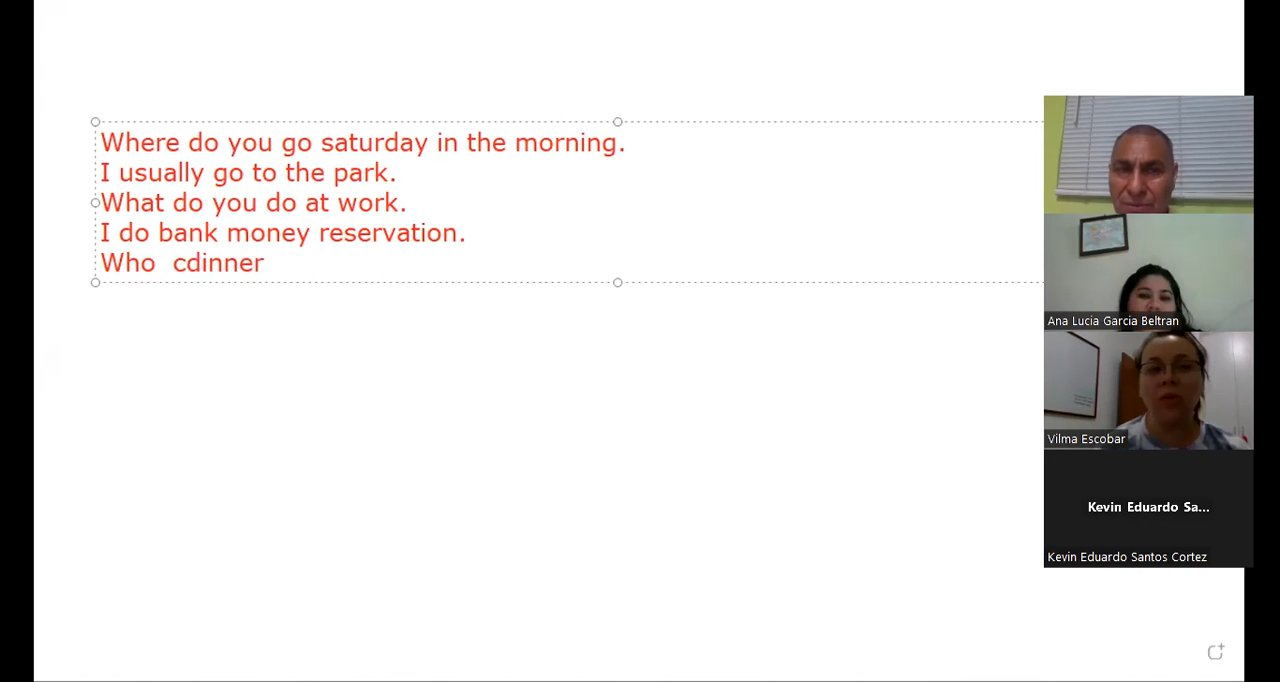 Where do you go saturday in the morning.
I usually go to the park.
What do you do at work.
I do bank money reservation.
Who  cdinner
Ana Lucia Garcia Beltran
Vilma Escobar
Kevin Eduardo Sa...
Kevin Eduardo Santos Cortez